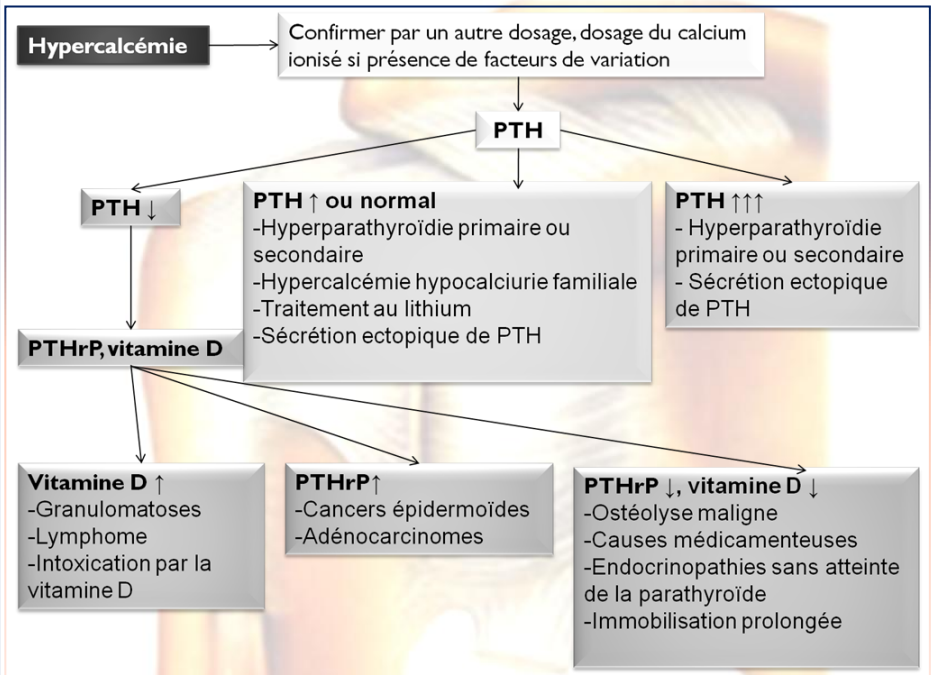 Hypercalcémie
Confirmer par un autre dosage, dosage du calcium
ionisé si présence de facteurs de variation
PTH
PTH ↓
PTH ↑ ou normal
-Hyperparathyroïdie primaire ou
secondaire
-Hypercalcémie hypocalciurie familiale
-Traitement au lithium
-Sécrétion ectopique de PTH
PTH ↑↑↑
- Hyperparathyroïdie
primaire ou secondaire
- Sécrétion ectopique
de PTH
PTHrP, vitamine D
Vitamine D ↑
-Granulomatoses
-Lymphome
-Intoxication par la
vitamine D
PTHrP↑
-Cancers épidermoïdes
-Adénocarcinomes
PTHrP ↓, vitamine D ↓
-Ostéolyse maligne
-Causes médicamenteuses
-Endocrinopathies sans atteinte
de la parathyroïde
-Immobilisation prolongée